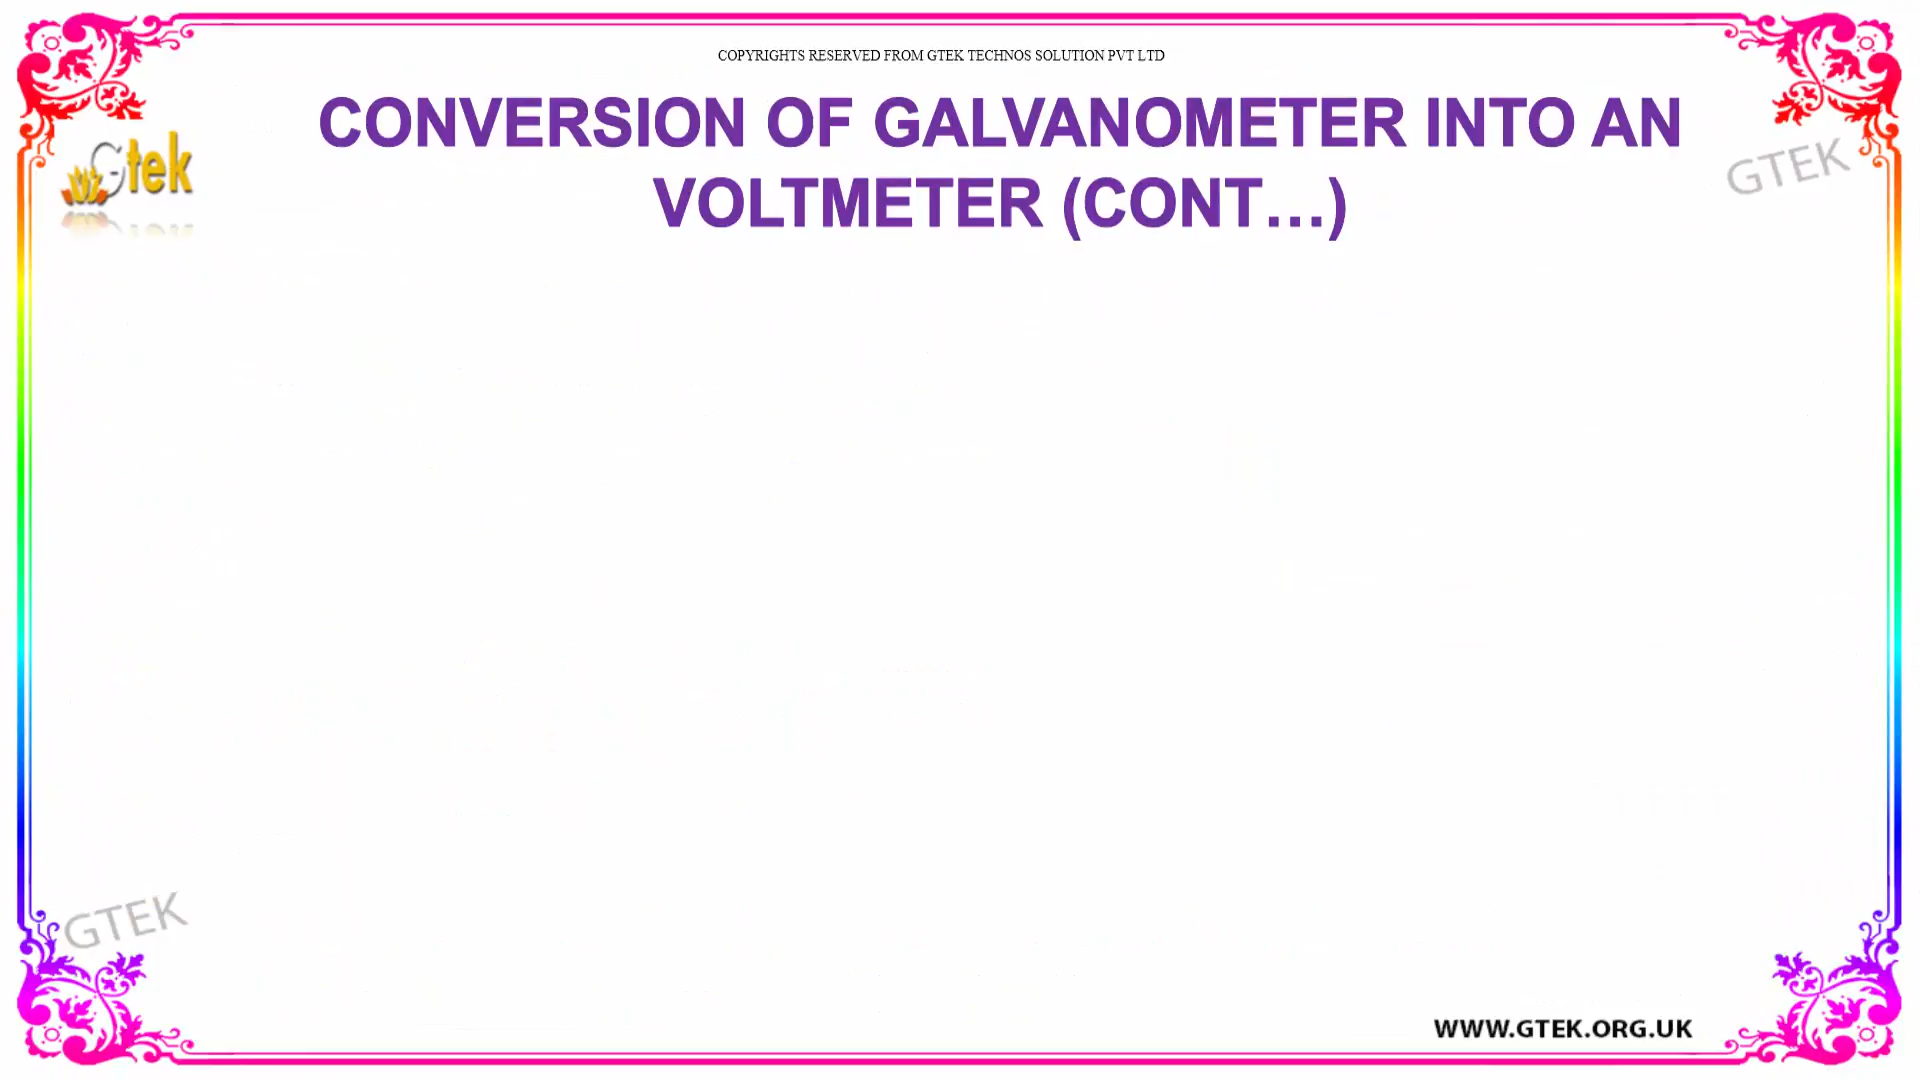 COPYRIGHTS RESERVED FROM GTEK TECHNOS SOLUTION PVT LTD
CONVERSION OF GALVANOMETER INTO AN
VOLTMETER (CONT...)
Gtek
GTEK
GTEK
WWW.GTEK.ORG.UK